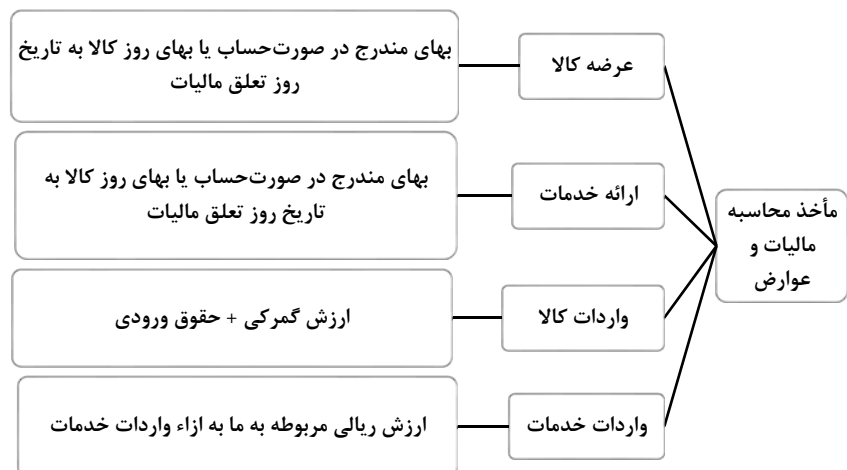 مأخذ محاسبه
مالیات و
عوارض
عرضه کالا
بهای مندرج در صورت‌حساب یا بهای روز کالا به تاریخ
روز تعلق مالیات
ارائه خدمات
بهای مندرج در صورت‌حساب یا بهای روز کالا به
تاریخ روز تعلق مالیات
واردات کالا
ارزش گمرکی + حقوق ورودی
واردات خدمات
ارزش ریالی مربوطه به ما به ازاء واردات خدمات